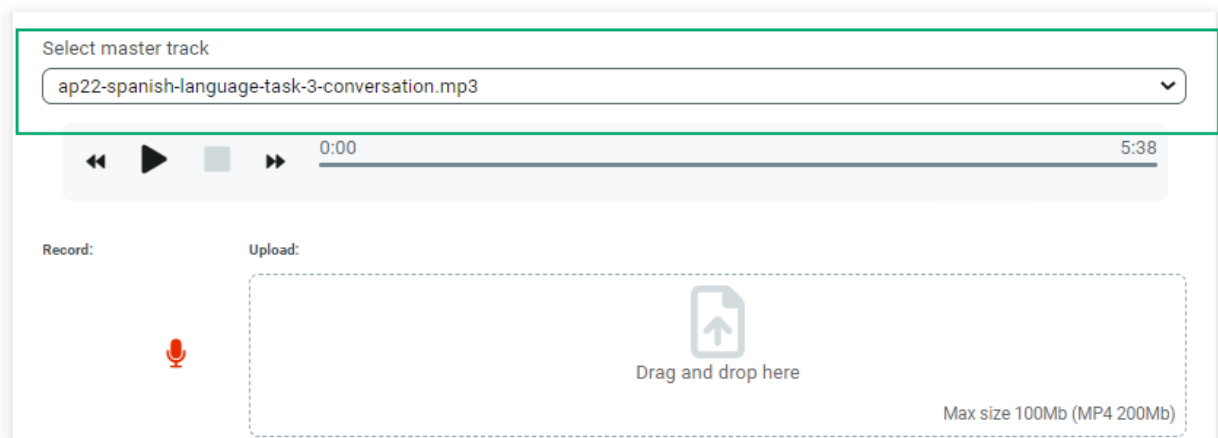 Select master track
ap22-spanish-language-task-3-conversation.mp3
0:00 5:38
Record: Upload:
Drag and drop here
Max size 100Mb (MP4 200Mb)